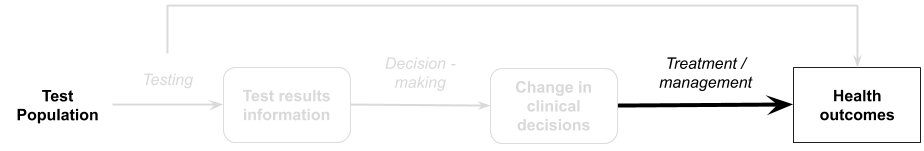 Test
Population
Testing
Test results
information
Decision -
making
Change in
clinical
decisions
Treatment /
management
Health
outcomes